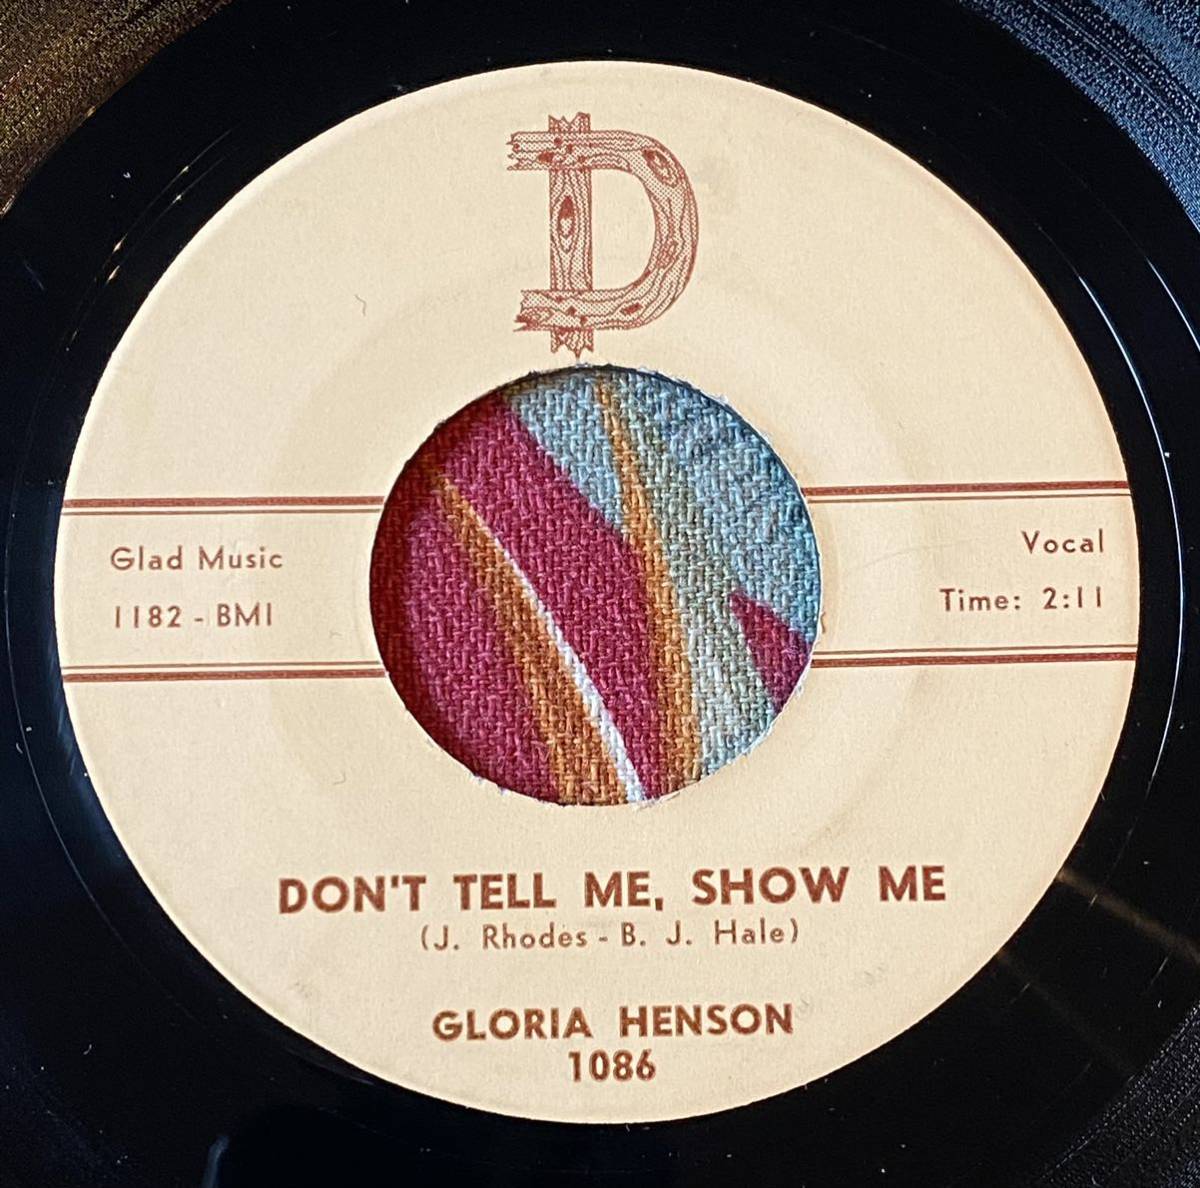 D
Glad Music
1182 - BMI
Vocal
Time: 2:11
DON'T TELL ME, SHOW ME
(J. Rhodes - B. J. Hale)
GLORIA HENSON
1086